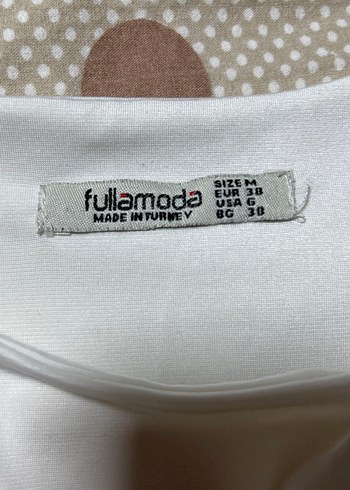 fullamoda
MADE IN TURKEY
SIZE M
EUR 38
USA 6
BG 38